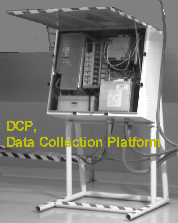 DCP,
Data Collection Platform